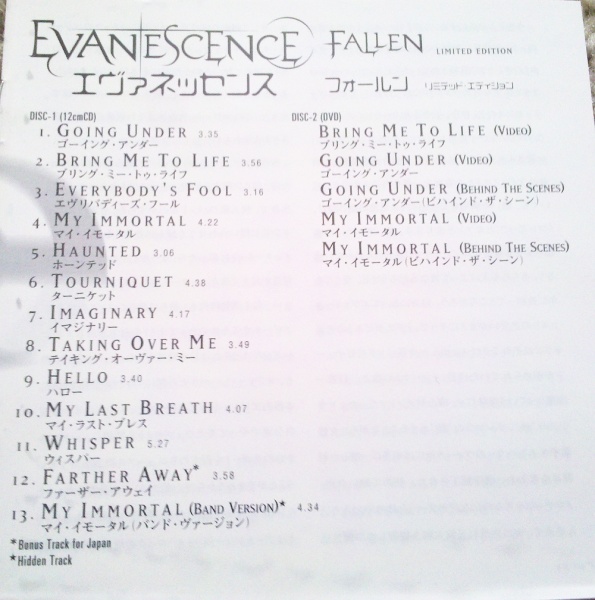 EVANESCENCE FALLEN LIMITED EDITION
エヴァネッセンス フォールン リミテッド・エディション
DISC-1 (12cmCD)
1. GOING UNDER 3.35
ゴーイング・アンダー
2. BRING ME TO LIFE 3.56
ブリング・ミー・トゥ・ライフ
3. EVERYBODY'S FOOL 3.16
エヴリバディーズ・フール
4. MY IMMORTAL 4.22
マイ・イモータル
5. HAUNTED 3.06
ホーンテッド
6. TOURNIQUET 4.38
ターニケット
7. IMAGINARY 4.17
イマジナリー
8. TAKING OVER ME 3.49
テイキング・オーヴァー・ミー
9. HELLO 3.40
ハロー
10. MY LAST BREATH 4.07
マイ・ラスト・ブレス
11. WHISPER 5.27
ウィスパー
12. FARTHER AWAY* 3.58
ファーザー・アウェイ
13. MY IMMORTAL (BAND VERSION)* 4.34
マイ・イモータル(バンド・ヴァージョン)
*Bonus Track for Japan
*Hidden Track
DISC-2 (DVD)
BRING ME TO LIFE (VIDEO)
ブリング・ミー・トゥ・ライフ
GOING UNDER (VIDEO)
ゴーイング・アンダー
GOING UNDER (BEHIND THE SCENES)
ゴーイング・アンダー(ビハインド・ザ・シーン)
MY IMMORTAL (VIDEO)
マイ・イモータル
MY IMMORTAL (BEHIND THE SCENES)
マイ・イモータル(ビハインド・ザ・シーン)